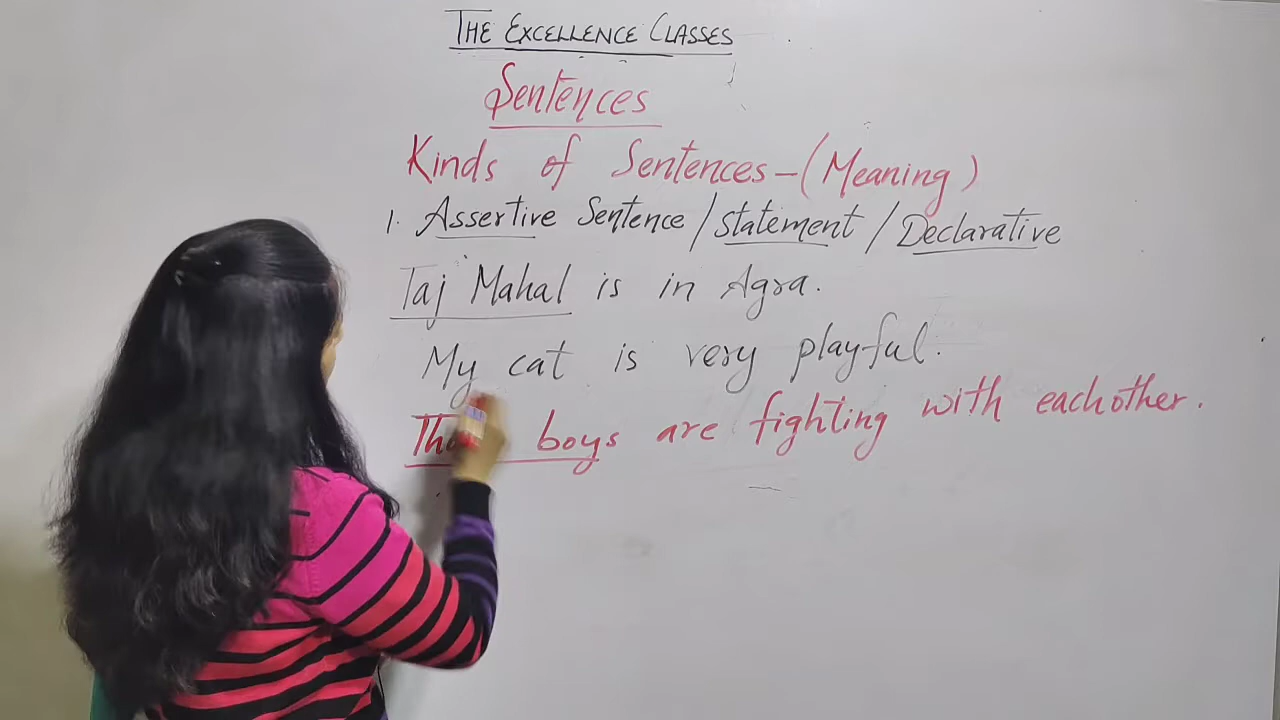 THE EXCELLENCE CLASSES
Sentences
Kinds of Sentences - (Meaning)
1. Assertive Sentence / Statement / Declarative
Taj Mahal is in Agra.
My cat is very playful.
boys are fighting with eachother.